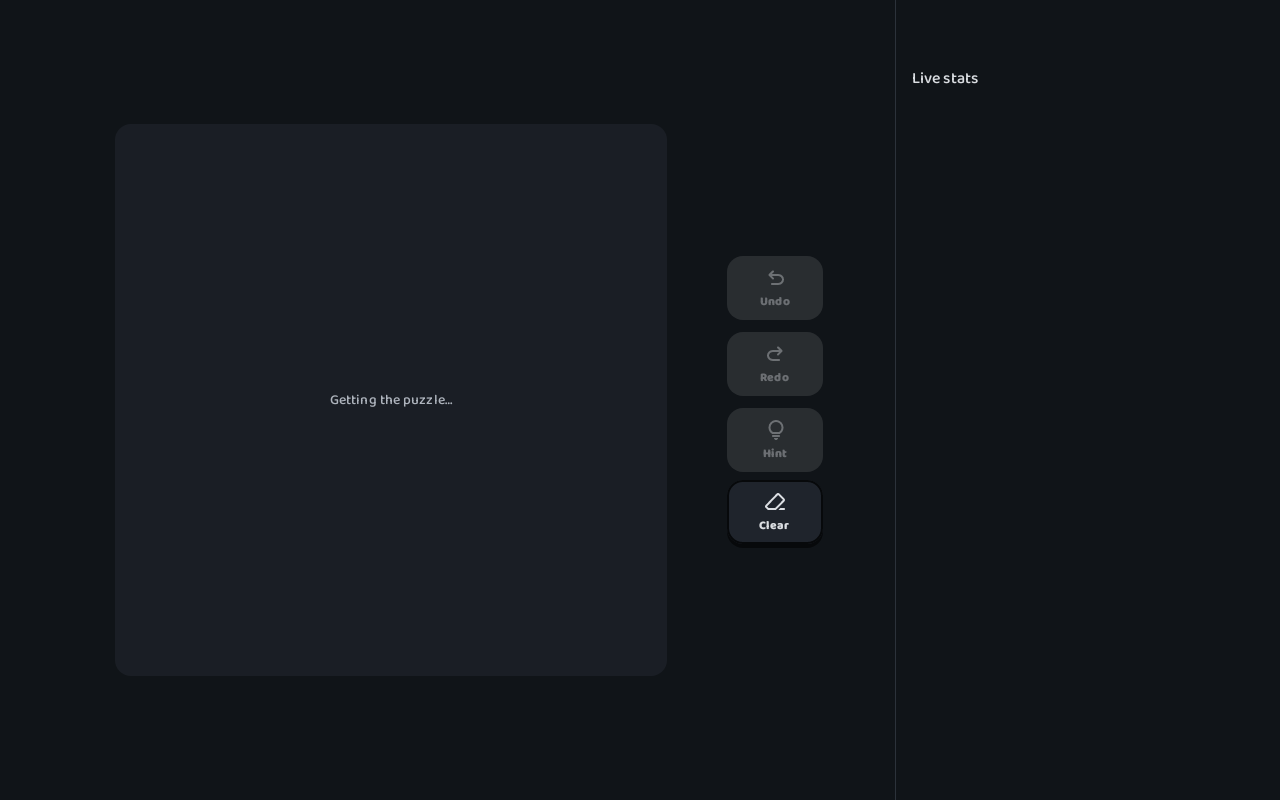 Live stats
Getting the puzzle...
Undo
Redo
Hint
Clear